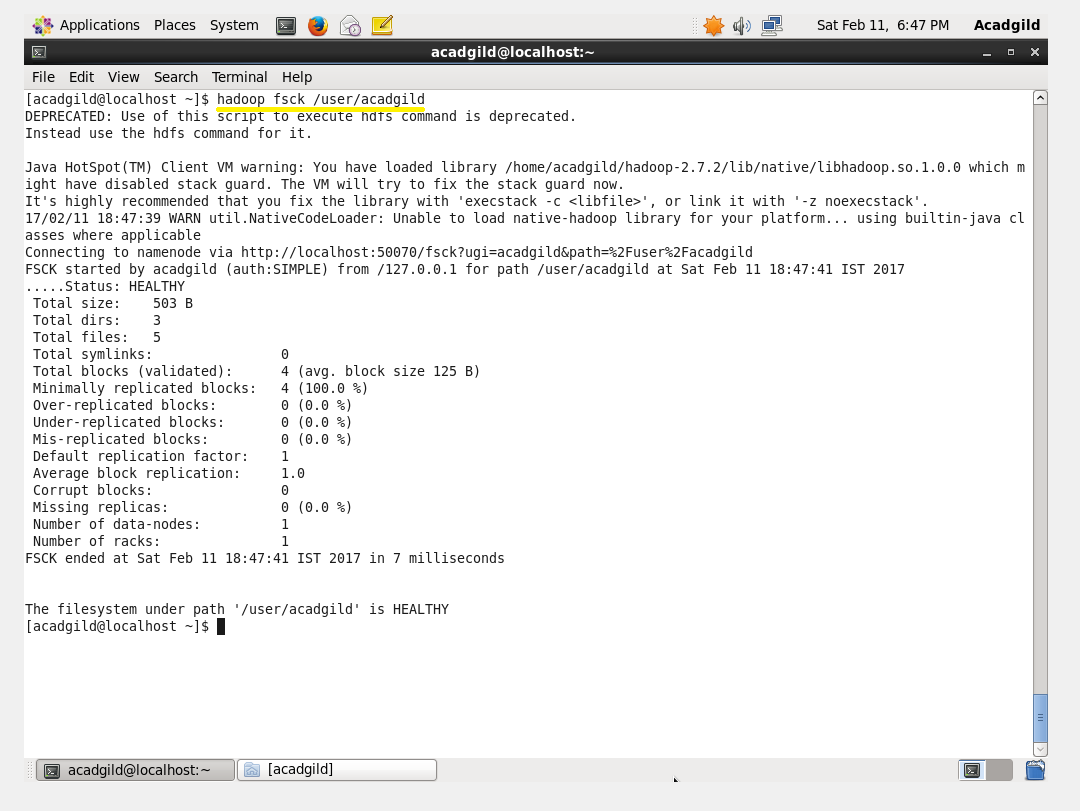 Applications Places System Sat Feb 11, 6:47 PM Acadgild
acadgild@localhost:~
File Edit View Search Terminal Help
[acadgild@localhost ~]$ hadoop fsck /user/acadgild
DEPRECATED: Use of this script to execute hdfs command is deprecated.
Instead use the hdfs command for it.
Java HotSpot(TM) Client VM warning: You have loaded library /home/acadgild/hadoop-2.7.2/lib/native/libhadoop.so.1.0.0 which m
ight have disabled stack guard. The VM will try to fix the stack guard now.
It's highly recommended that you fix the library with 'execstack -c <libfile>', or link it with '-z noexecstack'.
17/02/11 18:47:39 WARN util.NativeCodeLoader: Unable to load native-hadoop library for your platform... using builtin-java cl
asses where applicable
Connecting to namenode via http://localhost:50070/fsck?ugi=acadgild&path=%2Fuser%2Facadgild
FSCK started by acadgild (auth:SIMPLE) from /127.0.0.1 for path /user/acadgild at Sat Feb 11 18:47:41 IST 2017
.....Status: HEALTHY
Total size: 503 B
Total dirs: 3
Total files: 5
Total symlinks: 0
Total blocks (validated): 4 (avg. block size 125 B)
Minimally replicated blocks: 4 (100.0 %)
Over-replicated blocks: 0 (0.0 %)
Under-replicated blocks: 0 (0.0 %)
Mis-replicated blocks: 0 (0.0 %)
Default replication factor: 1
Average block replication: 1.0
Corrupt blocks: 0
Missing replicas: 0 (0.0 %)
Number of data-nodes: 1
Number of racks: 1
FSCK ended at Sat Feb 11 18:47:41 IST 2017 in 7 milliseconds
The filesystem under path '/user/acadgild' is HEALTHY
[acadgild@localhost ~]$
acadgild@localhost:~ [acadgild]